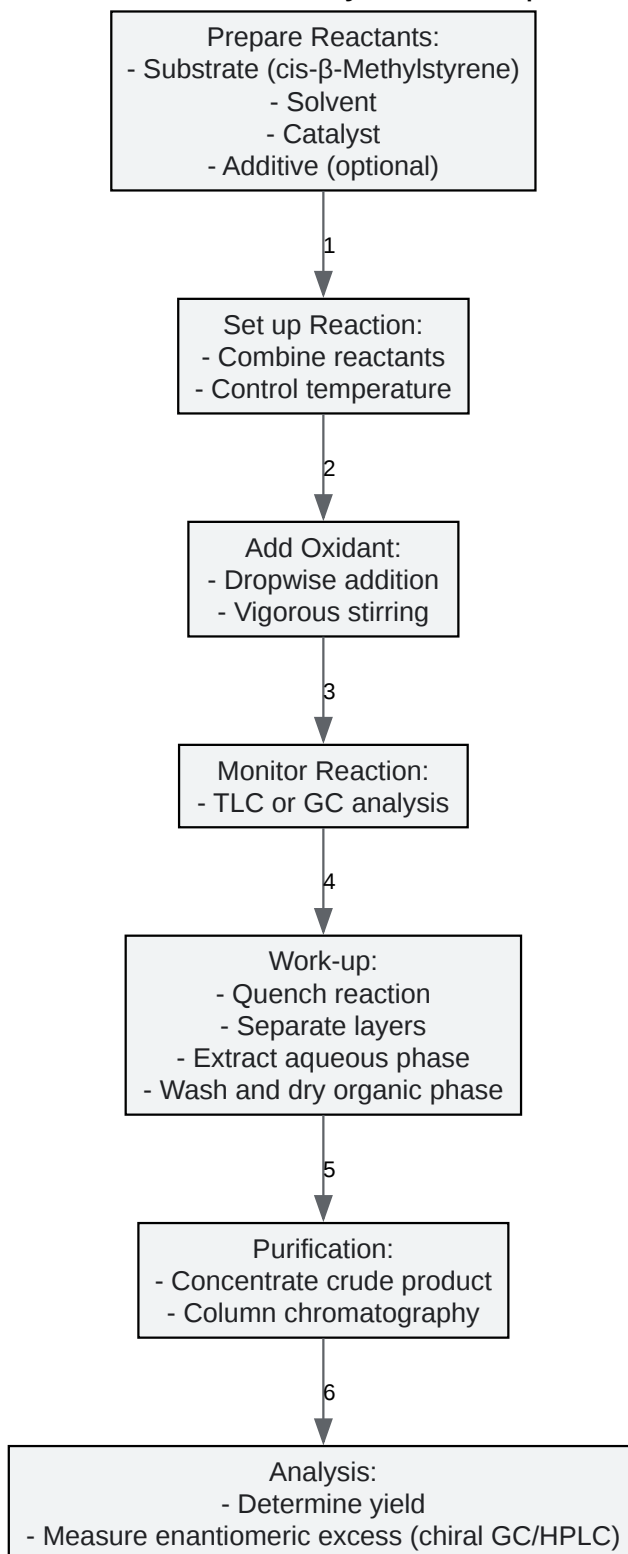 Prepare Reactants:
- Substrate (cis-β-Methylstyrene)
- Solvent
- Catalyst
- Additive (optional)
1
Set up Reaction:
- Combine reactants
- Control temperature
2
Add Oxidant:
- Dropwise addition
- Vigorous stirring
3
Monitor Reaction:
- TLC or GC analysis
4
Work-up:
- Quench reaction
- Separate layers
- Extract aqueous phase
- Wash and dry organic phase
5
Purification:
- Concentrate crude product
- Column chromatography
6
Analysis:
- Determine yield
- Measure enantiomeric excess (chiral GC/HPLC)